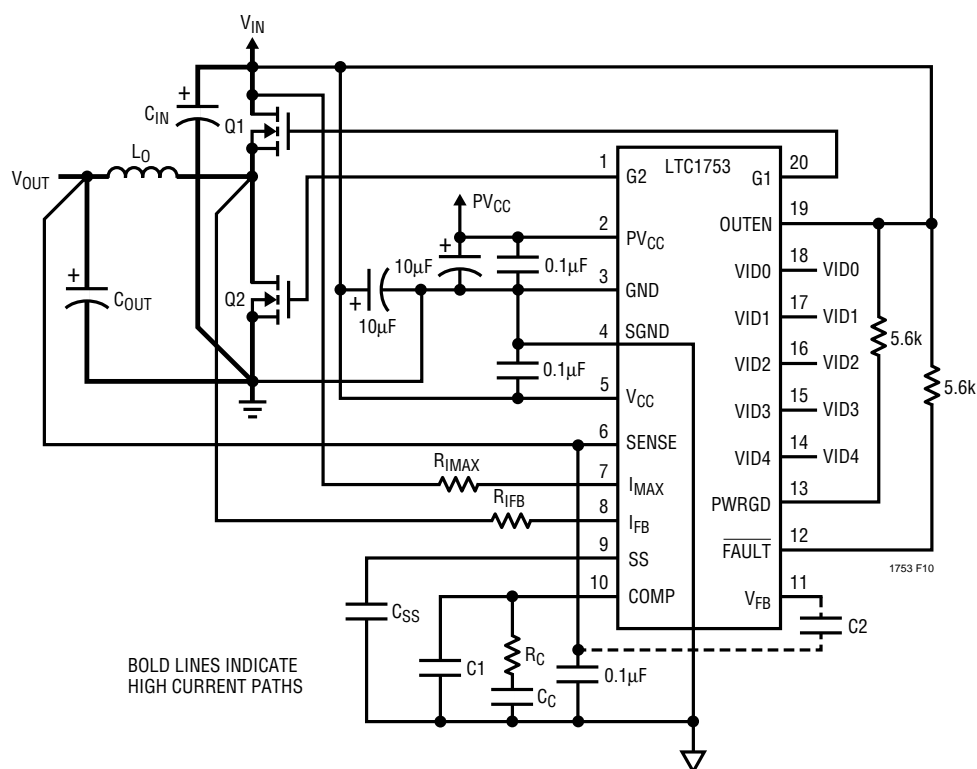 VIN
CIN
+
Q1
LO
VOUT
+
COUT
Q2
PVCC
+
10µF
0.1µF
+
10µF
0.1µF
RIMAX
RIFB
LTC1753
1
G2
2
PVCC
3
GND
4
SGND
5
VCC
6
SENSE
7
IMAX
8
IFB
9
SS
10
COMP
20
G1
19
OUTEN
18
VID0
VID0
17
VID1
VID1
16
VID2
VID2
15
VID3
VID3
14
VID4
VID4
13
PWRGD
12
FAULT
11
VFB
5.6k
5.6k
1753 F10
C2
CSS
C1
RC
CC
0.1µF
BOLD LINES INDICATE
HIGH CURRENT PATHS